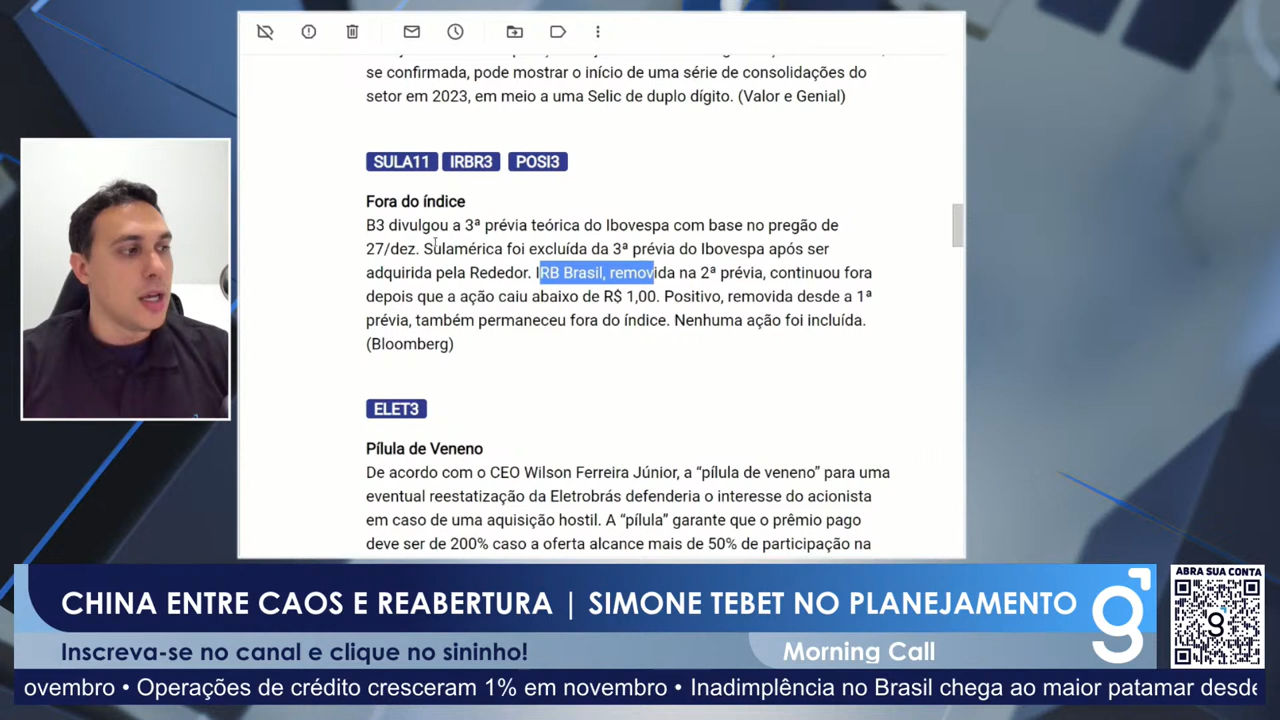 se confirmada, pode mostrar o início de uma série de consolidações do
setor em 2023, em meio a uma Selic de duplo dígito. (Valor e Genial)
SULA11 IRBR3 POSI3
Fora do índice
B3 divulgou a 3ª prévia teórica do Ibovespa com base no pregão de
27/dez. Sulamérica foi excluída da 3ª prévia do Ibovespa após ser
adquirida pela Rededor. IRB Brasil, removida na 2ª prévia, continuou fora
depois que a ação caiu abaixo de R$ 1,00. Positivo, removida desde a 1ª
prévia, também permaneceu fora do índice. Nenhuma ação foi incluída.
(Bloomberg)
ELET3
Pílula de Veneno
De acordo com o CEO Wilson Ferreira Júnior, a “pílula de veneno” para uma
eventual reestatização da Eletrobrás defenderia o interesse do acionista
em caso de uma aquisição hostil. A “pílula” garante que o prêmio pago
deve ser de 200% caso a oferta alcance mais de 50% de participação na
CHINA ENTRE CAOS E REABERTURA | SIMONE TEBET NO PLANEJAMENTO
Inscreva-se no canal e clique no sininho!
Morning Call
g
ABRA SUA CONTA
g
ovembro • Operações de crédito cresceram 1% em novembro • Inadimplência no Brasil chega ao maior patamar desde